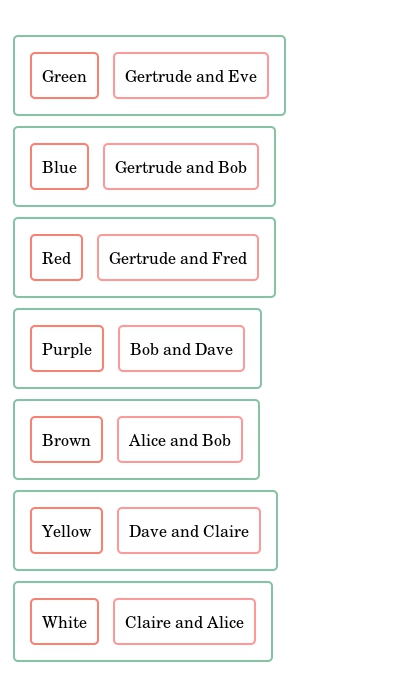 Green Gertrude and Eve
Blue Gertrude and Bob
Red Gertrude and Fred
Purple Bob and Dave
Brown Alice and Bob
Yellow Dave and Claire
White Claire and Alice